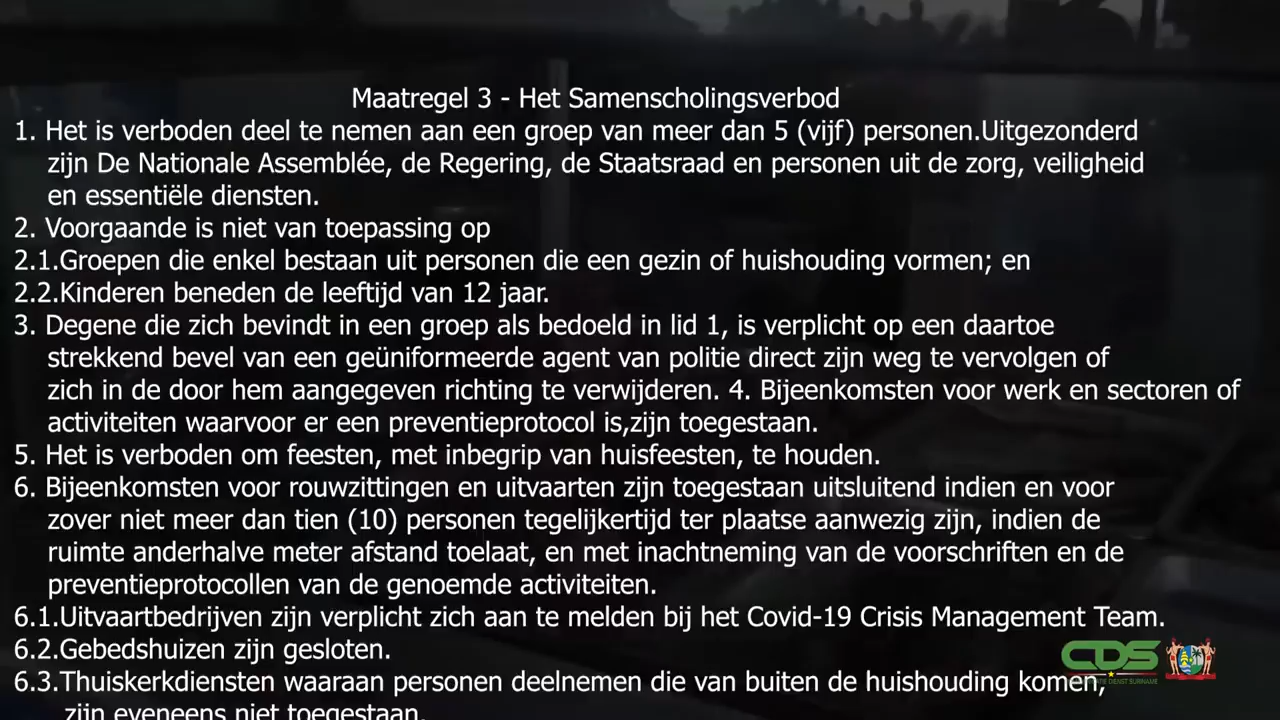 Maatregel 3 - Het Samenscholingsverbod
1. Het is verboden deel te nemen aan een groep van meer dan 5 (vijf) personen.Uitgezonderd
zijn De Nationale Assemblée, de Regering, de Staatsraad en personen uit de zorg, veiligheid
en essentiële diensten.
2. Voorgaande is niet van toepassing op
2.1.Groepen die enkel bestaan uit personen die een gezin of huishouding vormen; en
2.2.Kinderen beneden de leeftijd van 12 jaar.
3. Degene die zich bevindt in een groep als bedoeld in lid 1, is verplicht op een daartoe
strekkend bevel van een geüniformeerde agent van politie direct zijn weg te vervolgen of
zich in de door hem aangegeven richting te verwijderen. 4. Bijeenkomsten voor werk en sectoren of
activiteiten waarvoor er een preventieprotocol is,zijn toegestaan.
5. Het is verboden om feesten, met inbegrip van huisfeesten, te houden.
6. Bijeenkomsten voor rouwzittingen en uitvaarten zijn toegestaan uitsluitend indien en voor
zover niet meer dan tien (10) personen tegelijkertijd ter plaatse aanwezig zijn, indien de
ruimte anderhalve meter afstand toelaat, en met inachtneming van de voorschriften en de
preventieprotocollen van de genoemde activiteiten.
6.1.Uitvaartbedrijven zijn verplicht zich aan te melden bij het Covid-19 Crisis Management Team.
6.2.Gebedshuizen zijn gesloten.
6.3.Thuiskerkdiensten waaraan personen deelnemen die van buiten de huishouding komen,
zijn eveneens niet toegestaan.
CDS
DIENST SURINAME